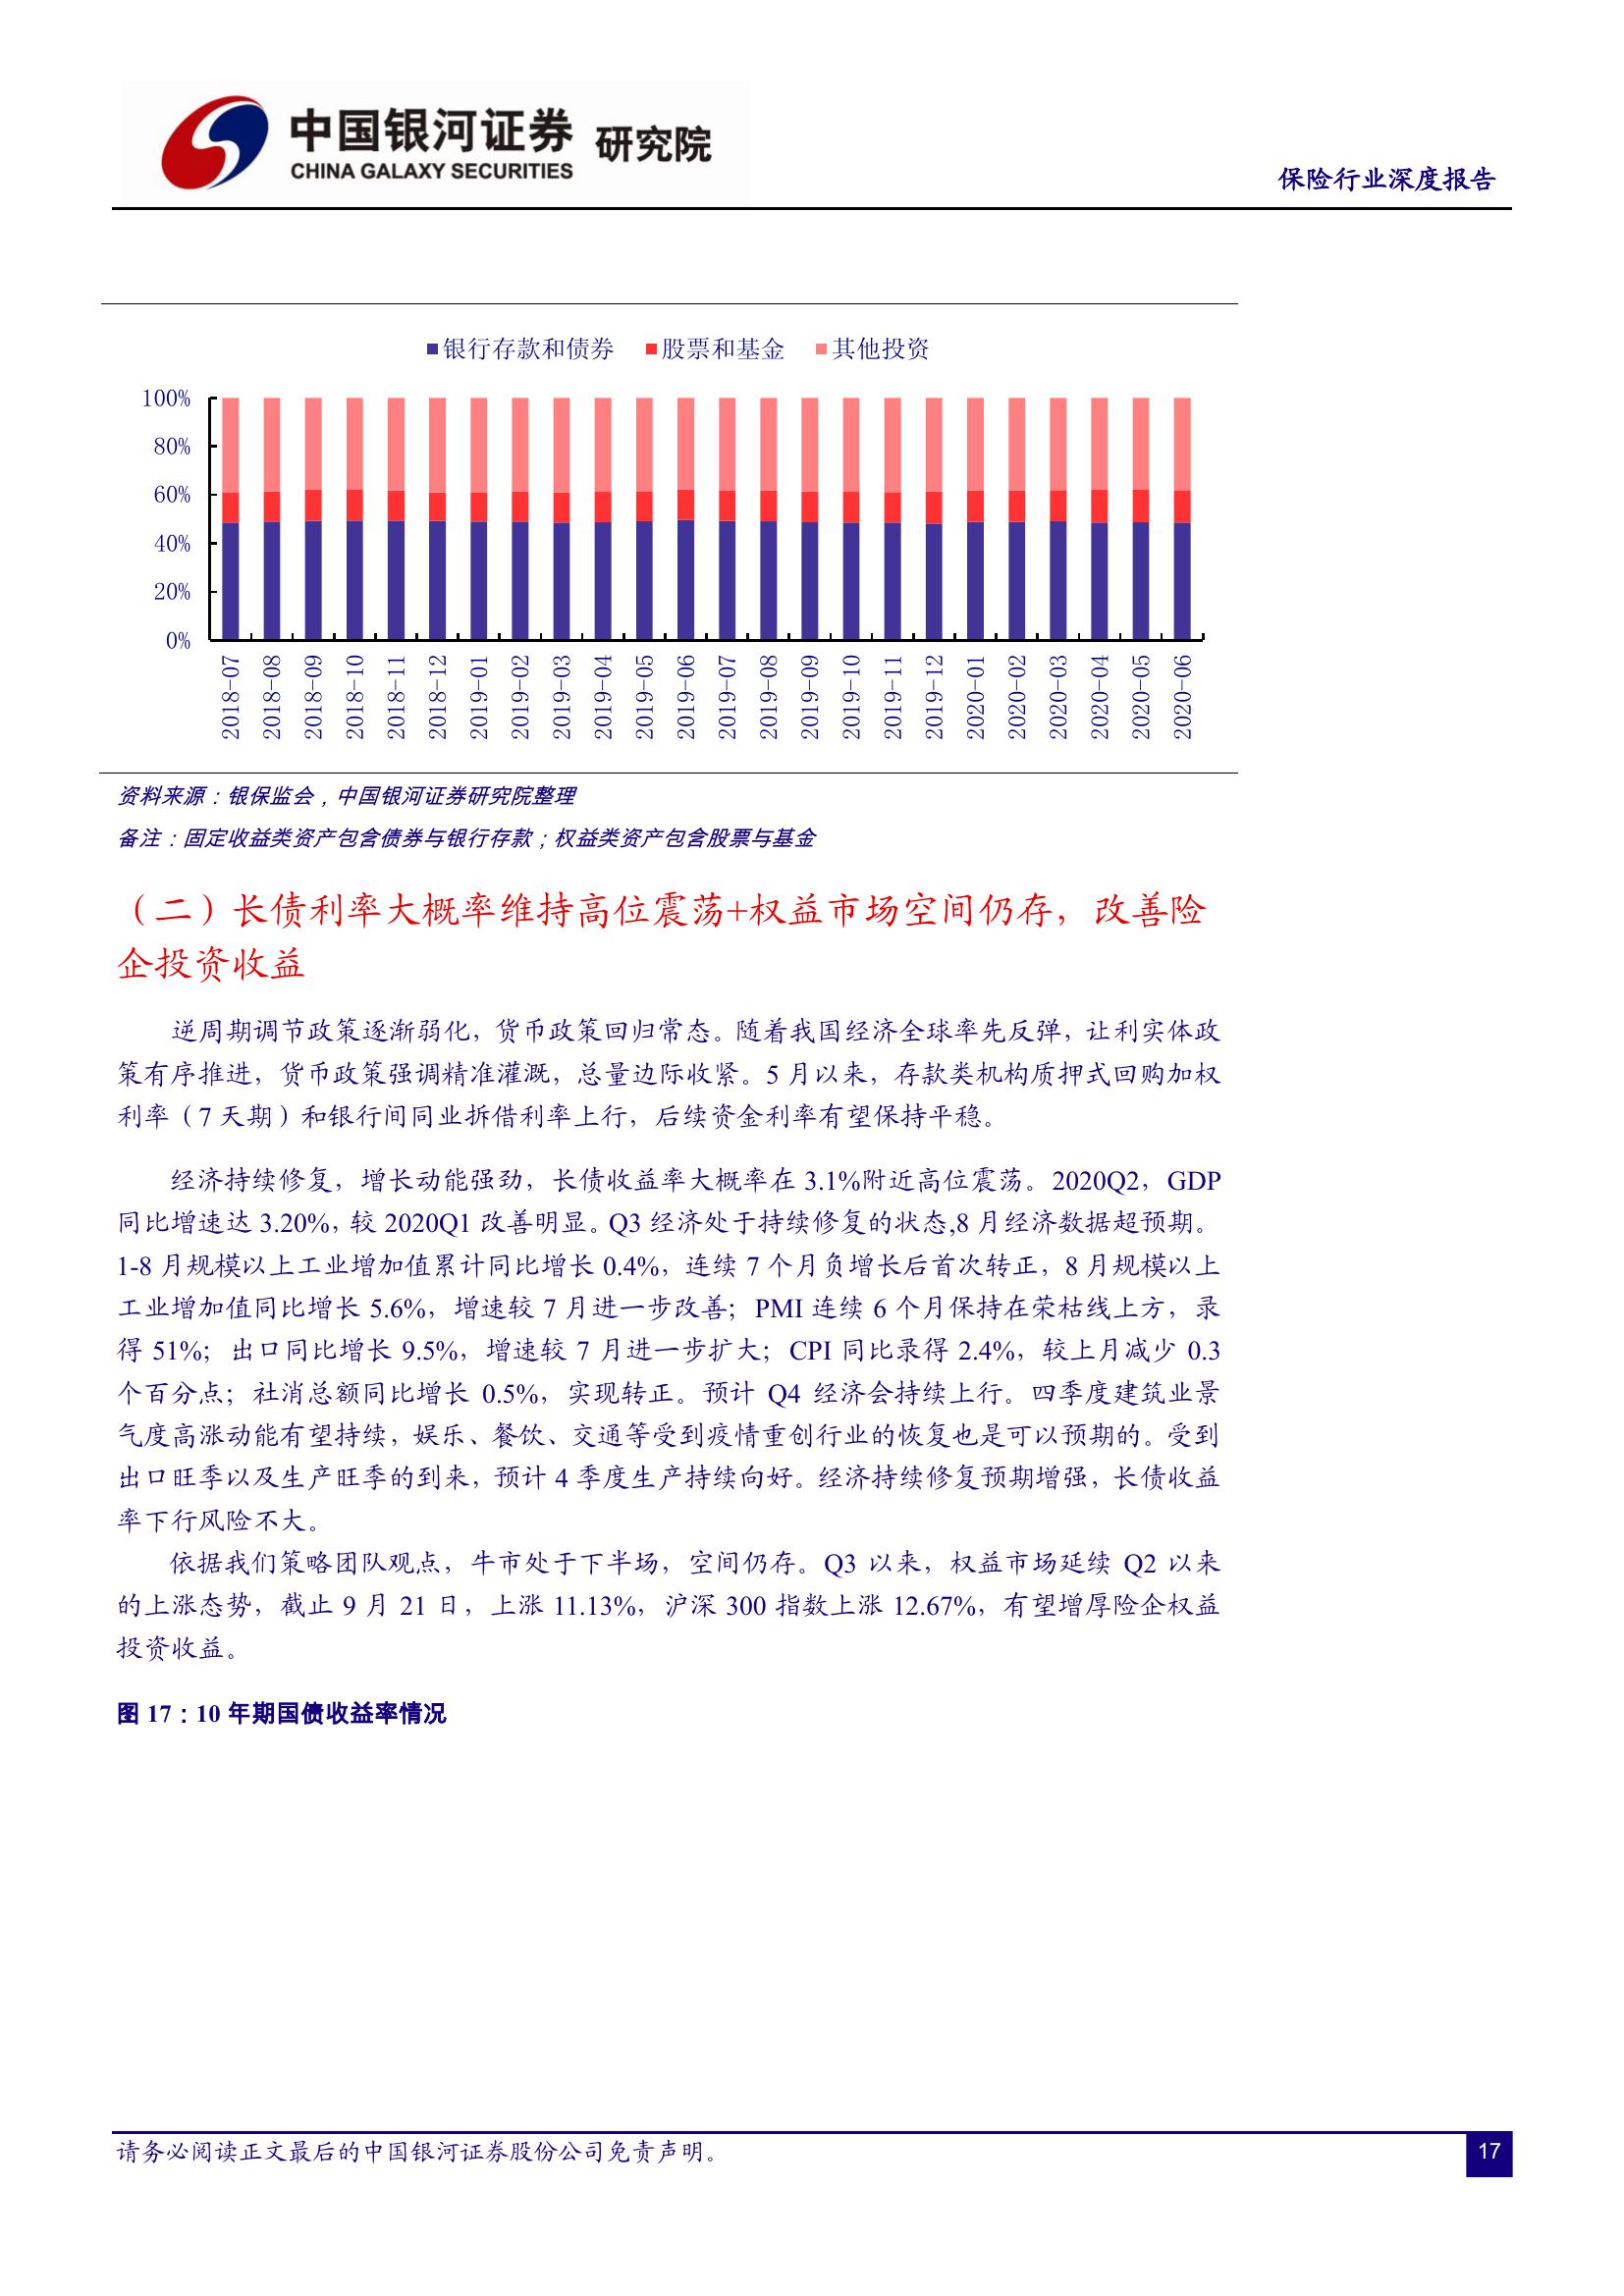 中国银河证券 研究院
CHINA GALAXY SECURITIES
保险行业深度报告
银行存款和债券 股票和基金 其他投资
100%
80%
60%
40%
20%
0%
2018-07 2018-08 2018-09 2018-10 2018-11 2018-12 2019-01 2019-02 2019-03 2019-04 2019-05 2019-06 2019-07 2019-08 2019-09 2019-10 2019-11 2019-12 2020-01 2020-02 2020-03 2020-04 2020-05 2020-06
资料来源：银保监会，中国银河证券研究院整理
备注：固定收益类资产包含债券与银行存款；权益类资产包含股票与基金
（二）长债利率大概率维持高位震荡+权益市场空间仍存，改善险
企投资收益
逆周期调节政策逐渐弱化，货币政策回归常态。随着我国经济全球率先反弹，让利实体政
策有序推进，货币政策强调精准灌溉，总量边际收紧。5 月以来，存款类机构质押式回购加权
利率（7 天期）和银行间同业拆借利率上行，后续资金利率有望保持平稳。
经济持续修复，增长动能强劲，长债收益率大概率在 3.1%附近高位震荡。2020Q2，GDP
同比增速达 3.20%，较 2020Q1 改善明显。Q3 经济处于持续修复的状态,8 月经济数据超预期。
1-8 月规模以上工业增加值累计同比增长 0.4%，连续 7 个月负增长后首次转正，8 月规模以上
工业增加值同比增长 5.6%，增速较 7 月进一步改善；PMI 连续 6 个月保持在荣枯线上方，录
得 51%；出口同比增长 9.5%，增速较 7 月进一步扩大；CPI 同比录得 2.4%，较上月减少 0.3
个百分点；社消总额同比增长 0.5%，实现转正。预计 Q4 经济会持续上行。四季度建筑业景
气度高涨动能有望持续，娱乐、餐饮、交通等受到疫情重创行业的恢复也是可以预期的。受到
出口旺季以及生产旺季的到来，预计 4 季度生产持续向好。经济持续修复预期增强，长债收益
率下行风险不大。
依据我们策略团队观点，牛市处于下半场，空间仍存。Q3 以来，权益市场延续 Q2 以来
的上涨态势，截止 9 月 21 日，上涨 11.13%，沪深 300 指数上涨 12.67%，有望增厚险企权益
投资收益。
图 17：10 年期国债收益率情况
请务必阅读正文最后的中国银河证券股份公司免责声明。
17